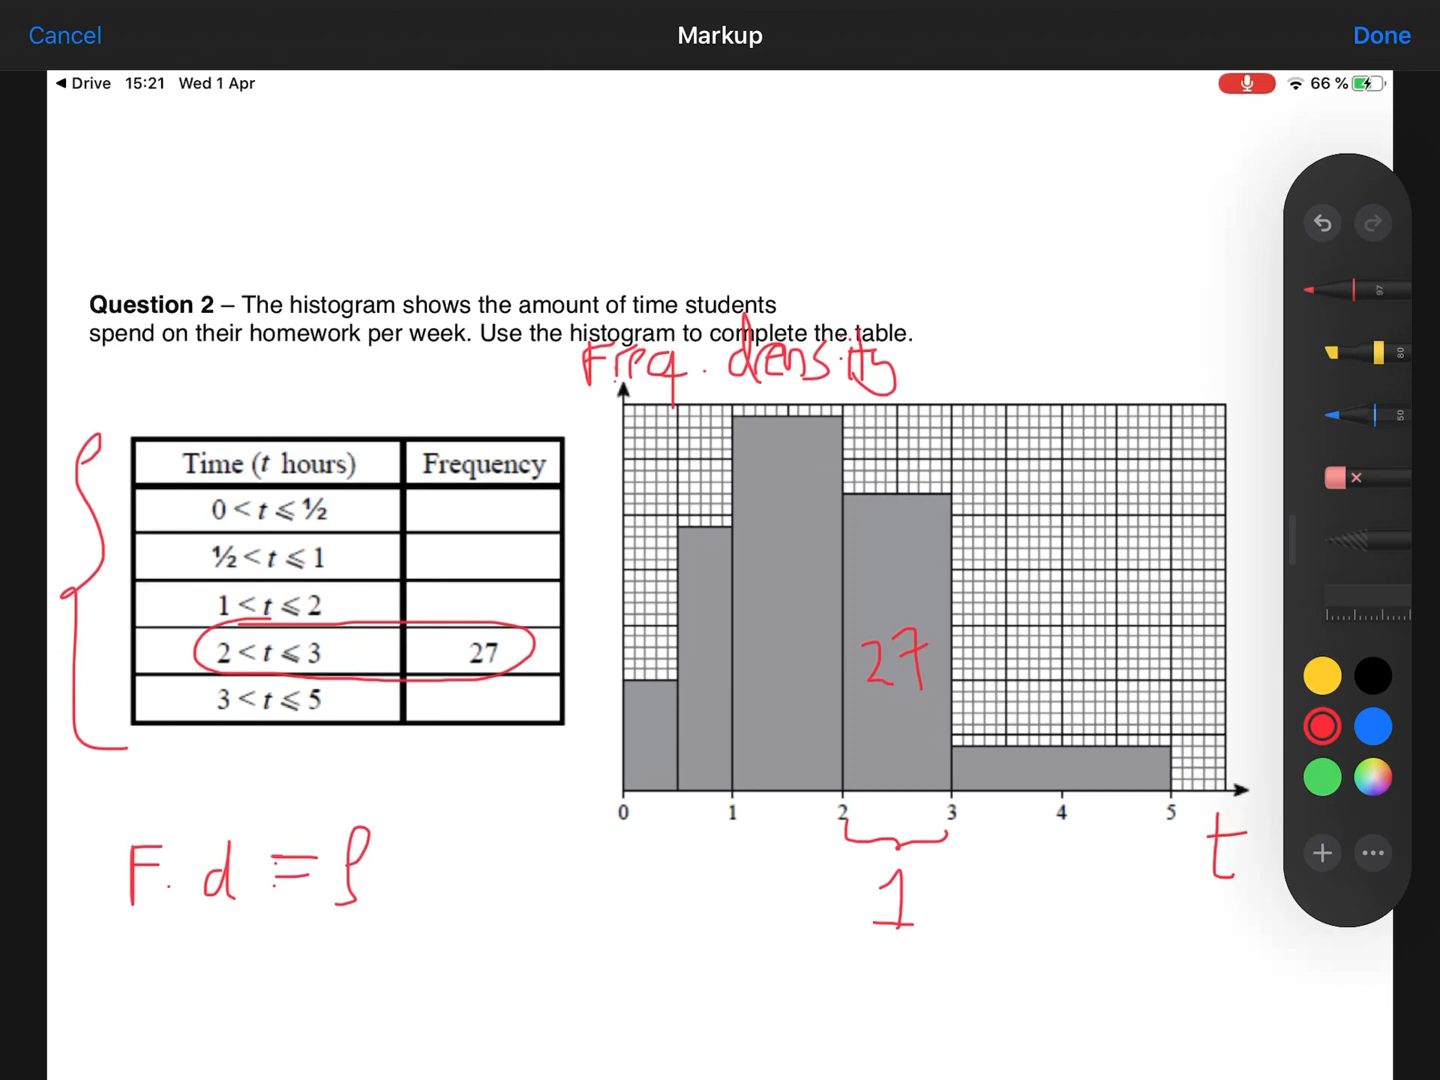 Cancel
Markup
Done
Drive 15:21 Wed 1 Apr
66 %
Question 2 – The histogram shows the amount of time students
spend on their homework per week. Use the histogram to complete the table.
Freq. density
Time (t hours) Frequency
0 < t ⩽ ½
½ < t ⩽ 1
1 < t ⩽ 2
2 < t ⩽ 3 27
3 < t ⩽ 5
27
0 1 2 3 4 5
t
1
F. d =
97
80
50